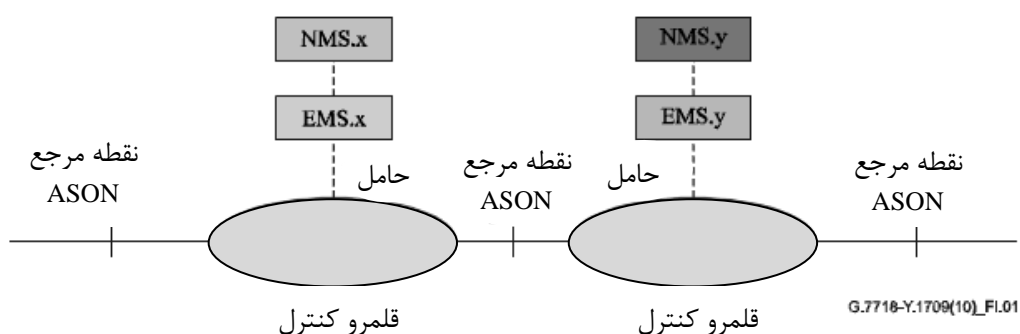 NMS.x
NMS.y
EMS.x
EMS.y
نقطه مرجع
ASON
حامل
نقطه مرجع
ASON
حامل
نقطه مرجع
ASON
قلمرو کنترل
قلمرو کنترل
G.7718-Y.1709(10)_FI.01